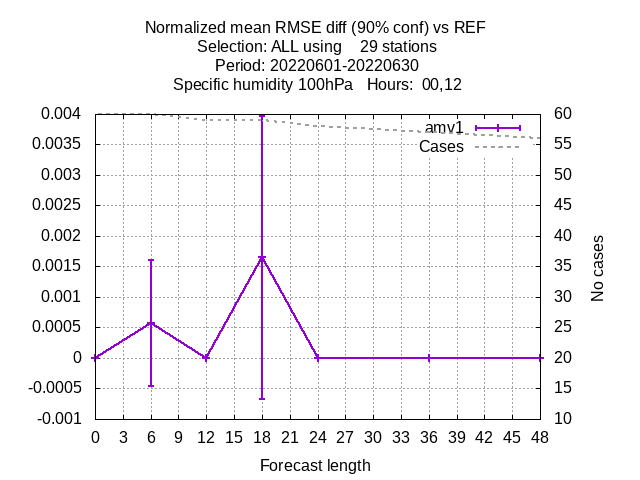 Normalized mean RMSE diff (90% conf) vs REF
Selection: ALL using    29 stations
Period: 20220601-20220630
Specific humidity 100hPa   Hours:  00,12
0.004
0.0035
0.003
0.0025
0.002
0.0015
0.001
0.0005
0
-0.0005
-0.001
60
55
50
45
40
35
30
25
20
15
10
amv1
Cases
No cases
0 3 6 9 12 15 18 21 24 27 30 33 36 39 42 45 48
Forecast length